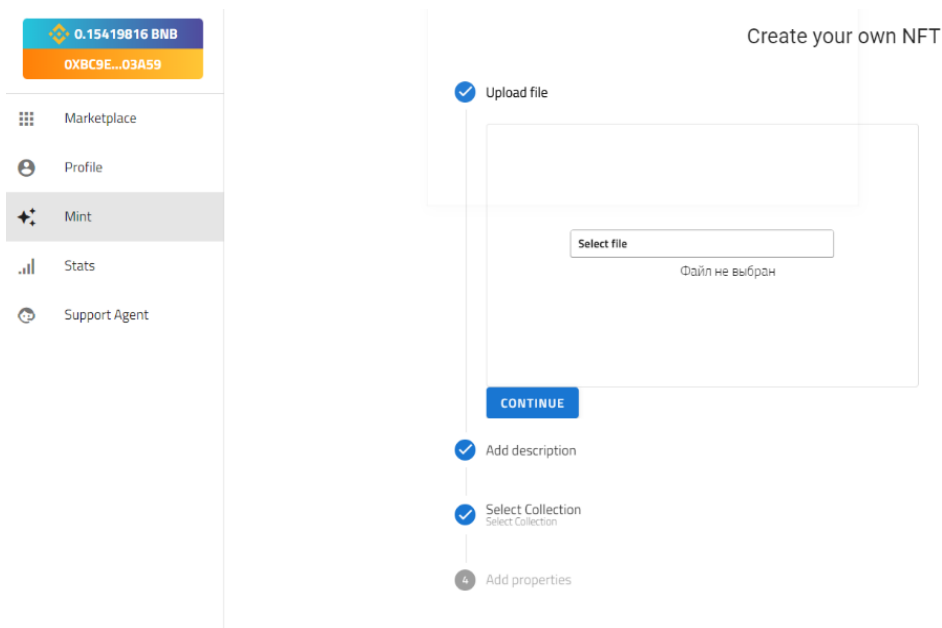 0.15419816 BNB
0XBC9E...03A59
Marketplace
Profile
Mint
Stats
Support Agent
Create your own NFT
Upload file
Select file
Файл не выбран
CONTINUE
Add description
Select Collection
Select Collection
4
Add properties